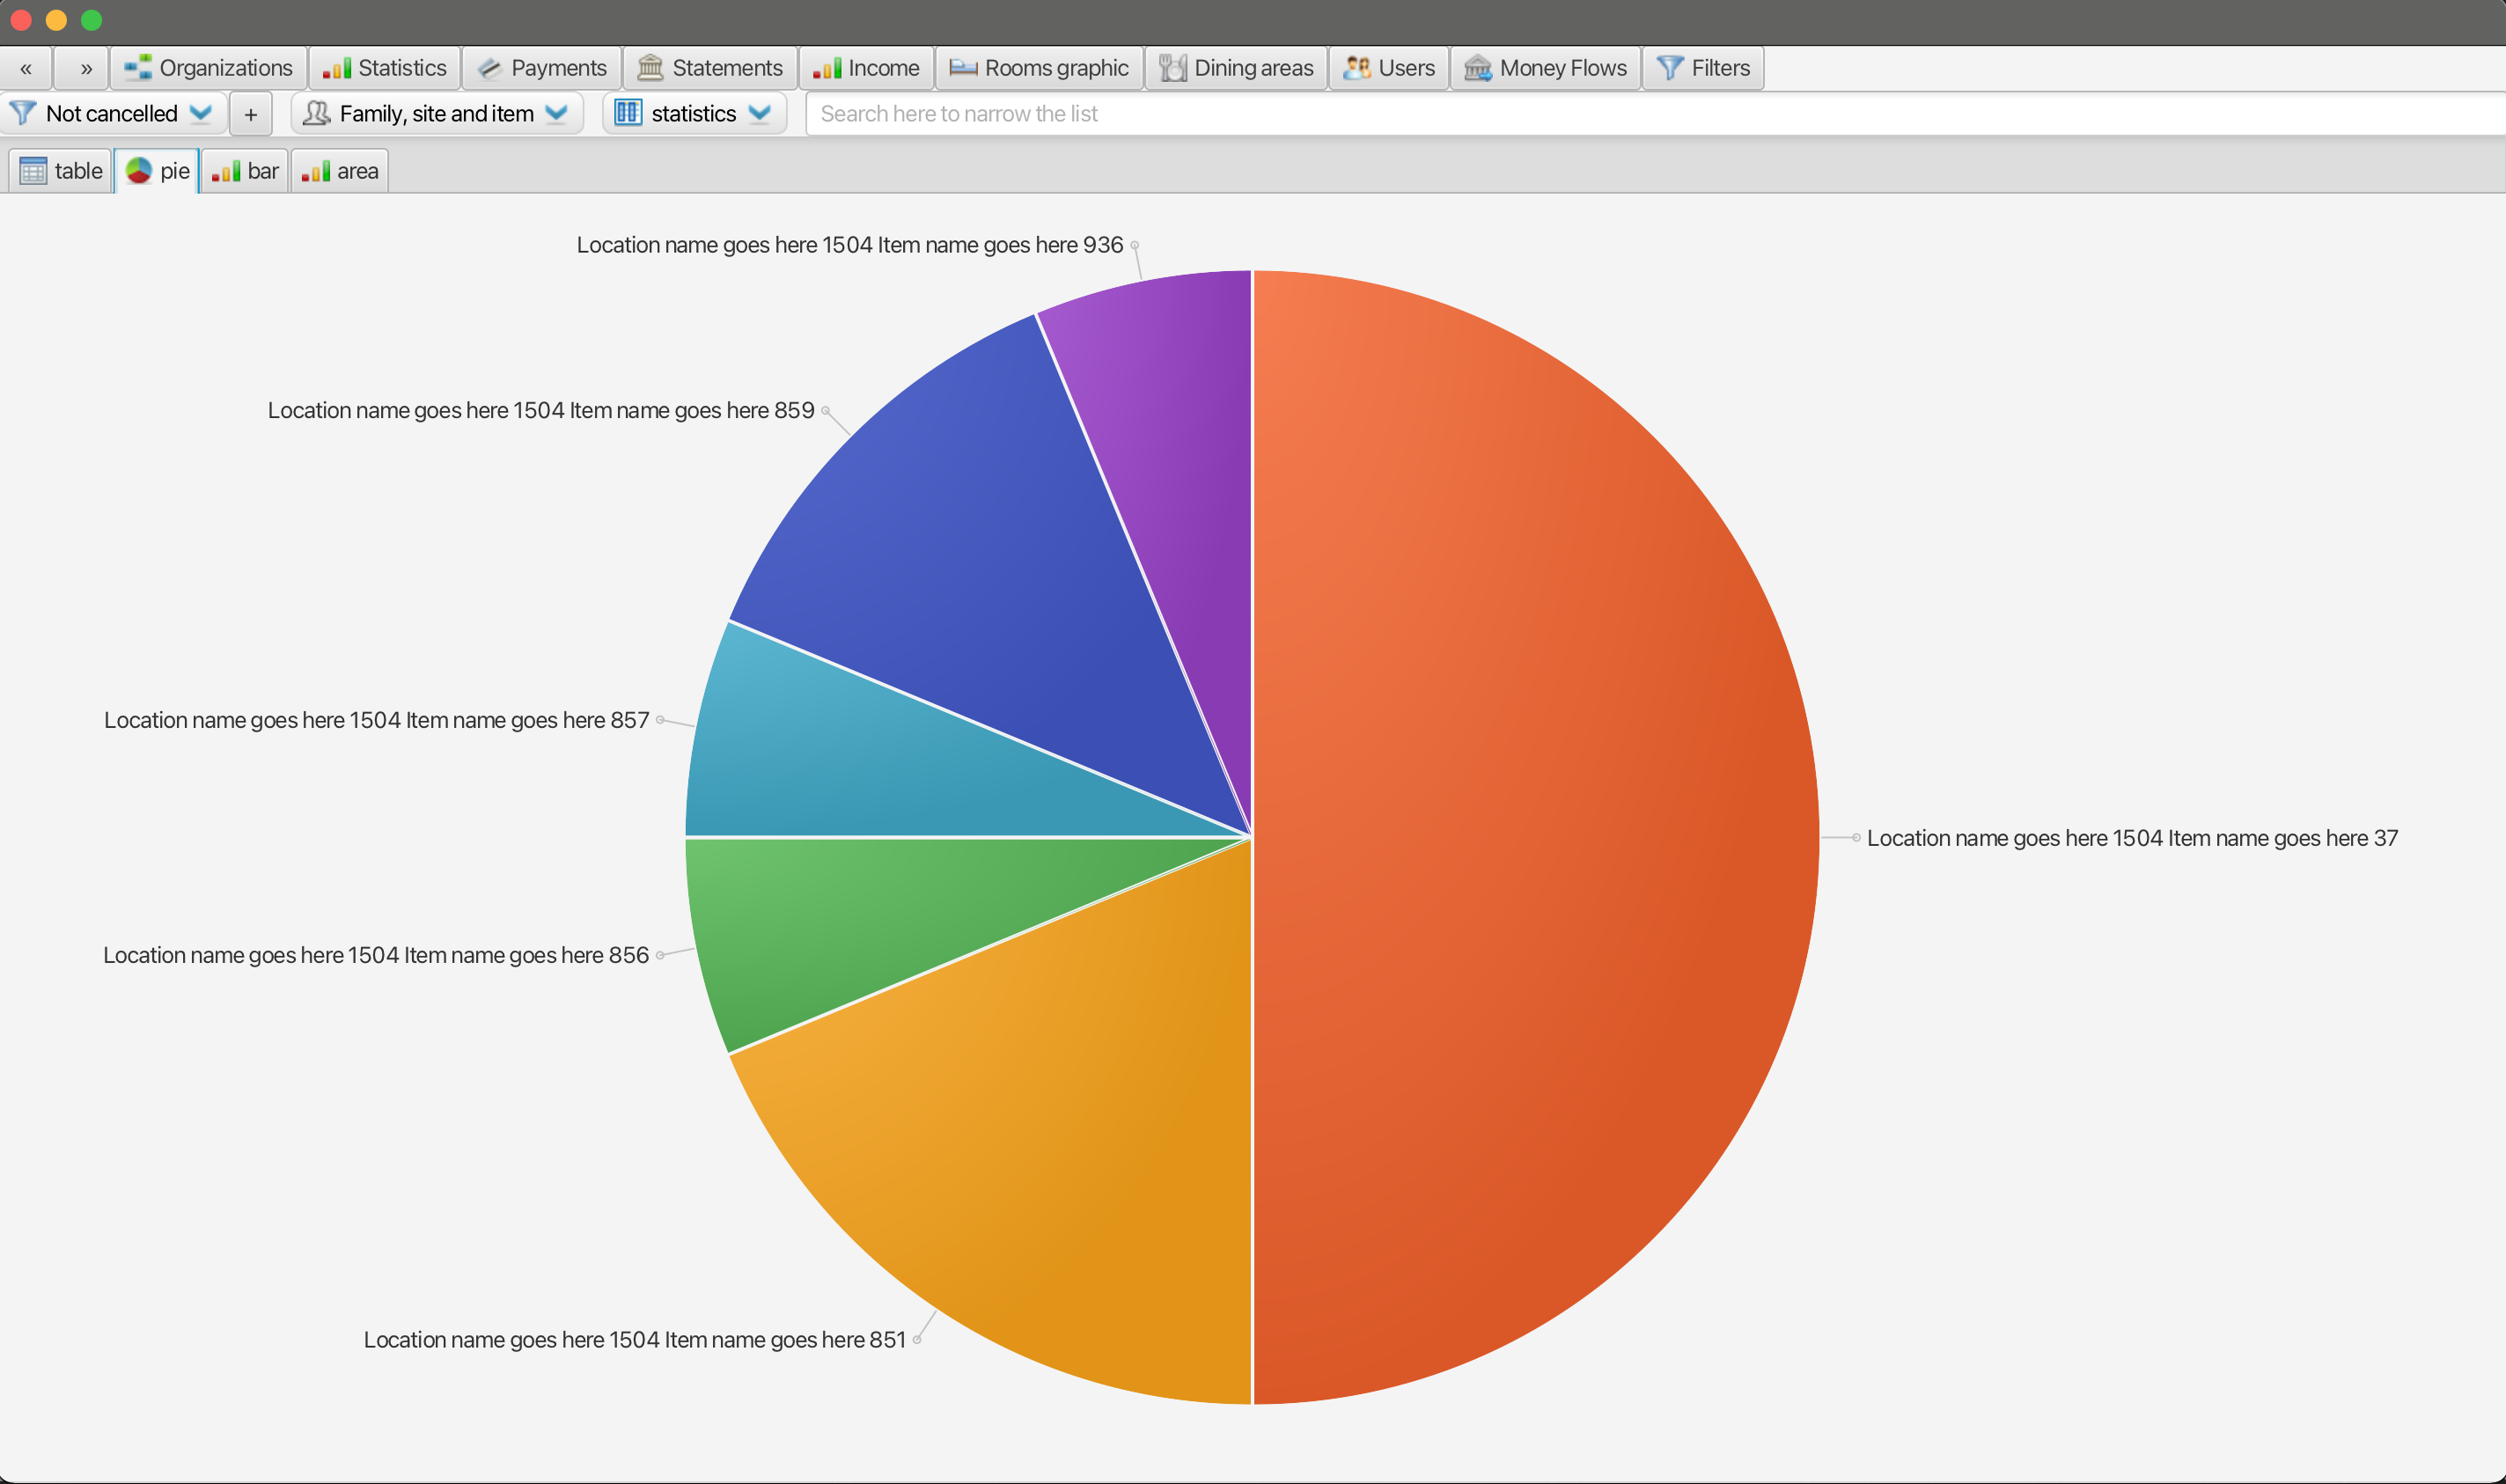 « » Organizations Statistics Payments Statements Income Rooms graphic Dining areas Users Money Flows Filters
Not cancelled + Family, site and item statistics Search here to narrow the list
table pie bar area
Location name goes here 1504 Item name goes here 936
Location name goes here 1504 Item name goes here 859
Location name goes here 1504 Item name goes here 857
Location name goes here 1504 Item name goes here 37
Location name goes here 1504 Item name goes here 856
Location name goes here 1504 Item name goes here 851